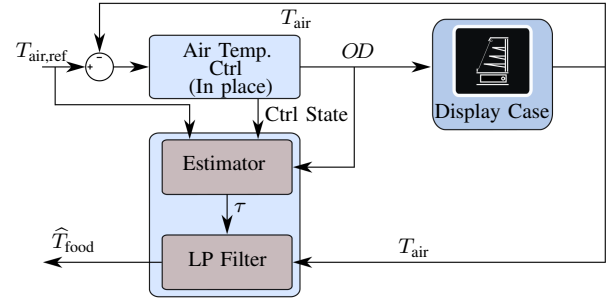 T_air
T_air,ref
+
-
Air Temp.
Ctrl
(In place)
OD
Display Case
Ctrl State
Estimator
τ
T̂_food
LP Filter
T_air